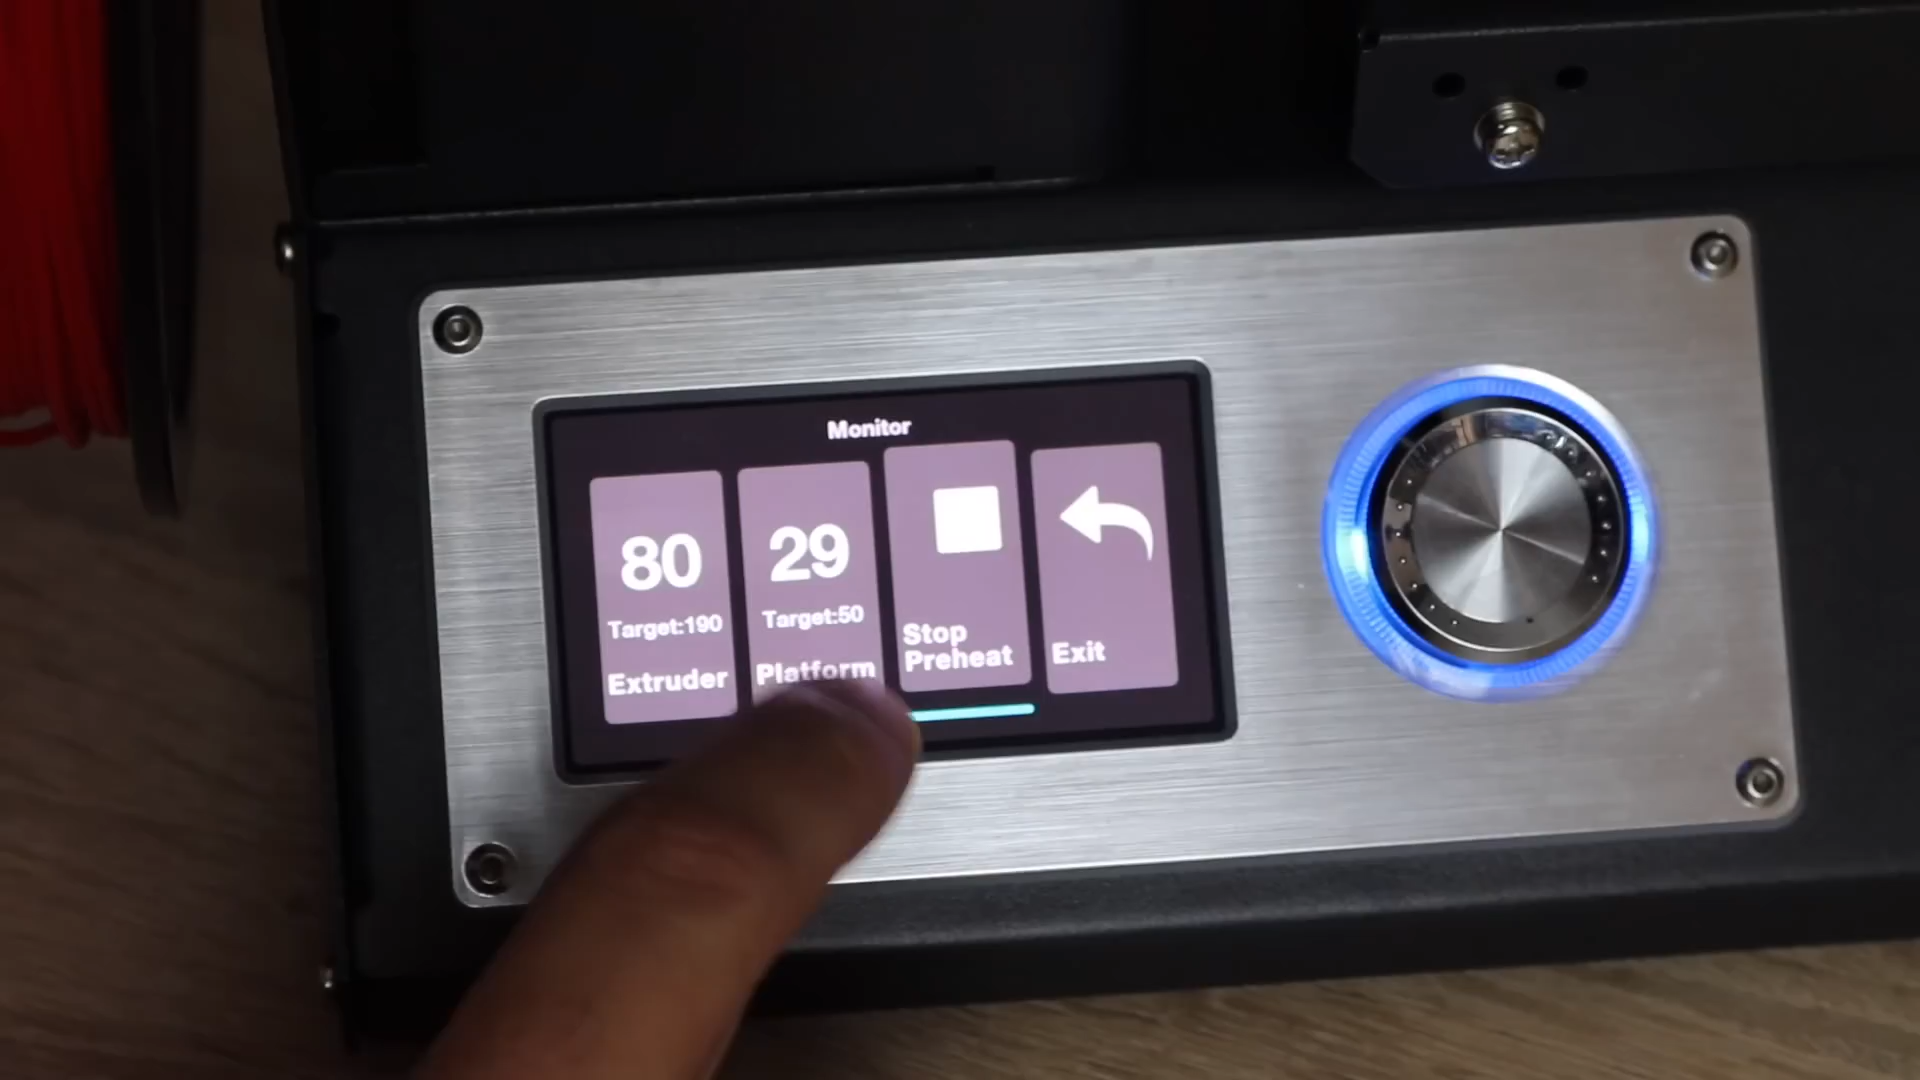 Monitor
80
Target:190
Extruder
29
Target:50
Platform
Stop
Preheat
Exit